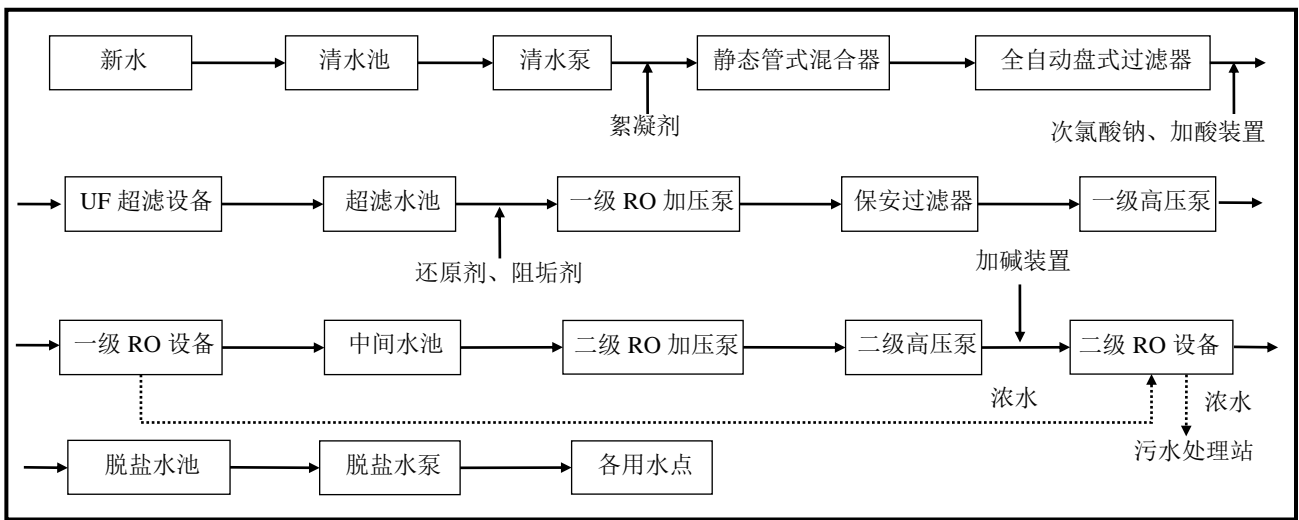 新水
清水池
清水泵
静态管式混合器
全自动盘式过滤器
絮凝剂
次氯酸钠、加酸装置
UF 超滤设备
超滤水池
一级 RO 加压泵
保安过滤器
一级高压泵
还原剂、阻垢剂
加碱装置
一级 RO 设备
中间水池
二级 RO 加压泵
二级高压泵
二级 RO 设备
浓水
浓水
污水处理站
脱盐水池
脱盐水泵
各用水点